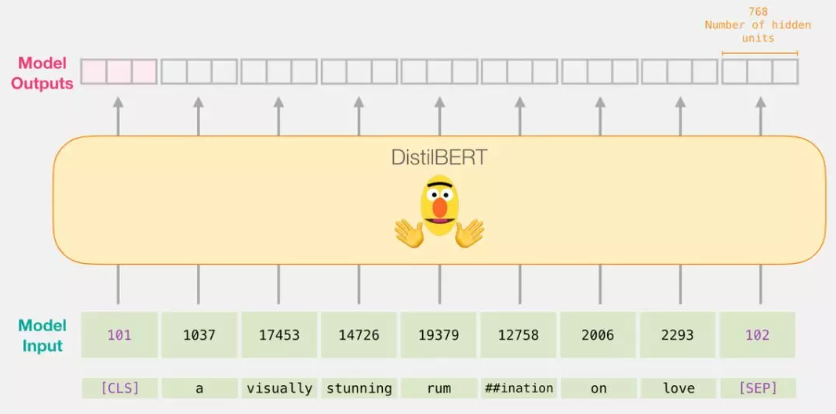 768
Number of hidden
units
Model
Outputs
DistilBERT
Model
Input
101 1037 17453 14726 19379 12758 2006 2293 102
[CLS] a visually stunning rum ##ination on love [SEP]